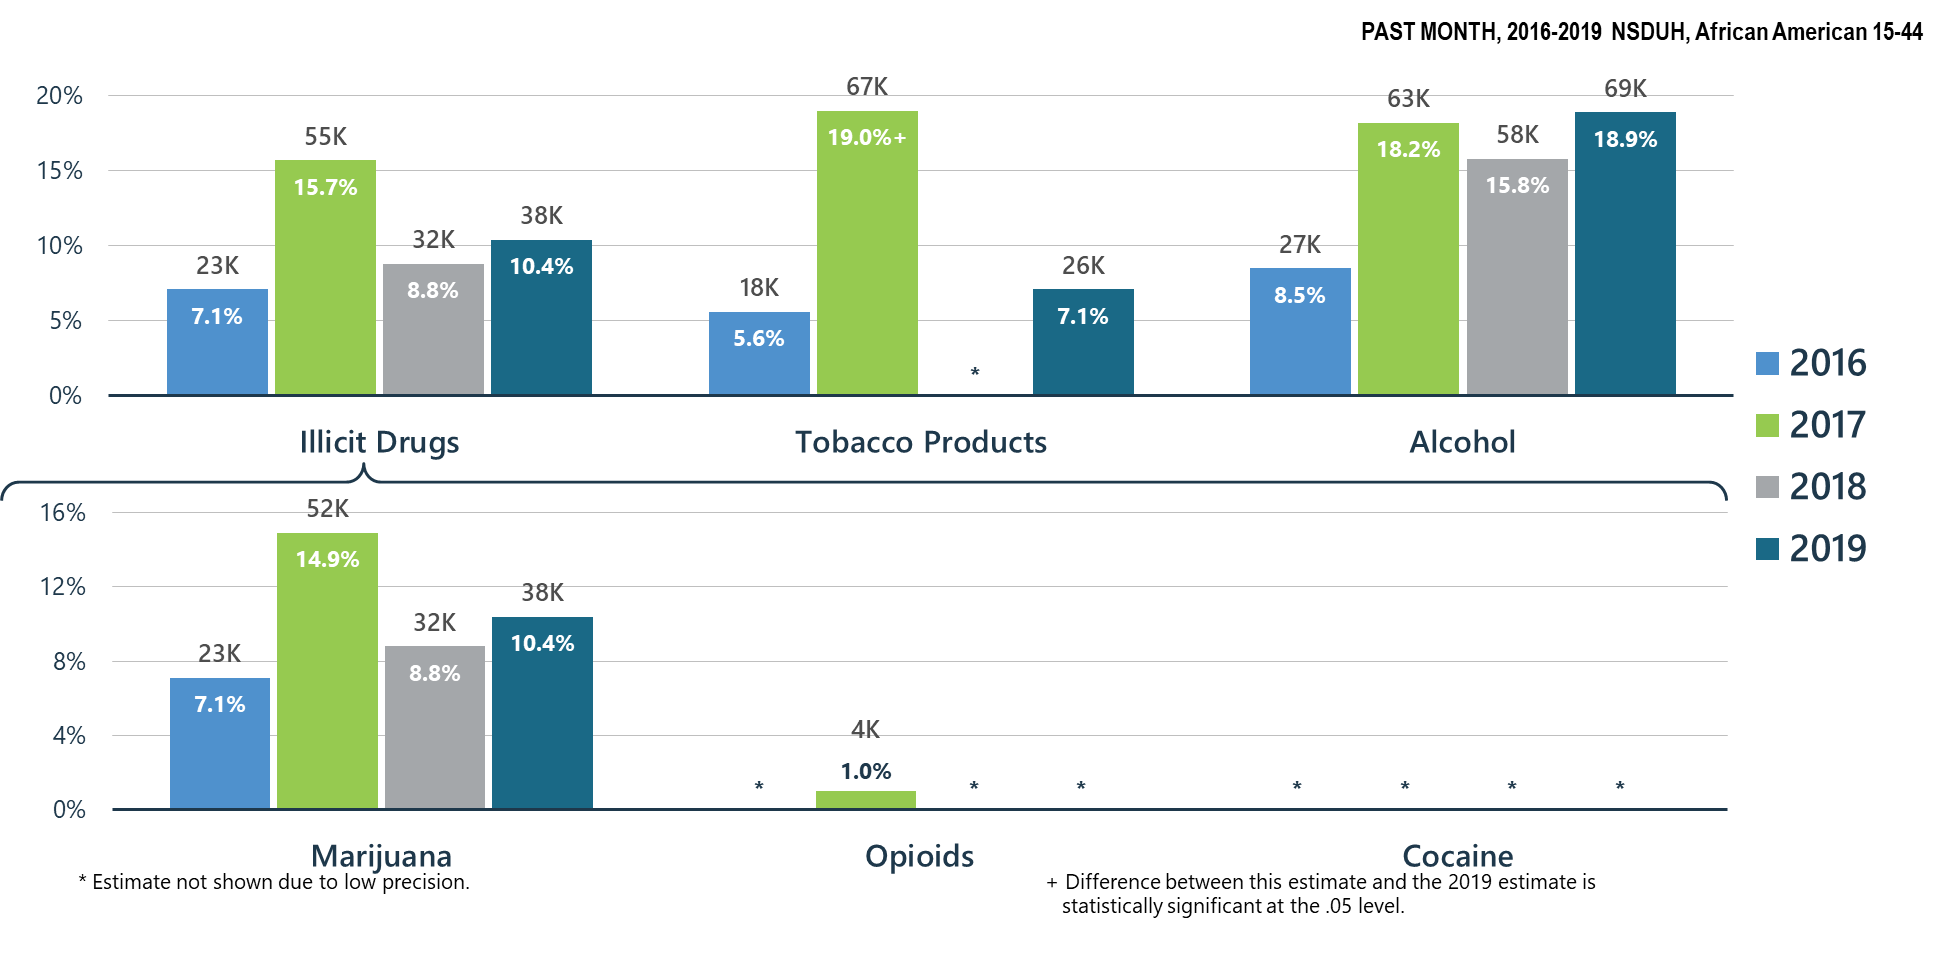 PAST MONTH, 2016-2019 NSDUH, African American 15-44
20%
15%
10%
5%
0%
23K
7.1%
55K
15.7%
32K
8.8%
38K
10.4%
18K
5.6%
67K
19.0%+
*
26K
7.1%
27K
8.5%
63K
18.2%
58K
15.8%
69K
18.9%
Illicit Drugs
Tobacco Products
Alcohol
2016
2017
2018
2019
16%
12%
8%
4%
0%
23K
7.1%
52K
14.9%
32K
8.8%
38K
10.4%
*
4K
1.0%
*
*
*
*
*
*
Marijuana
Opioids
Cocaine
* Estimate not shown due to low precision.
+ Difference between this estimate and the 2019 estimate is
statistically significant at the .05 level.